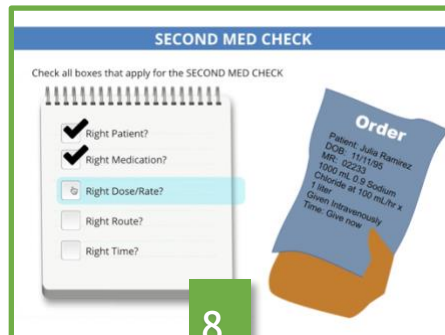 SECOND MED CHECK
Check all boxes that apply for the SECOND MED CHECK
Right Patient?
Right Medication?
Right Dose/Rate?
Right Route?
Right Time?
Order
Patient: Julia Ramirez
DOB: 11/11/95
MR: 02233
1000 mL 0.9 Sodium
Chloride at 100 mL/hr x
1 liter
Given Intravenously
Time: Give now
8